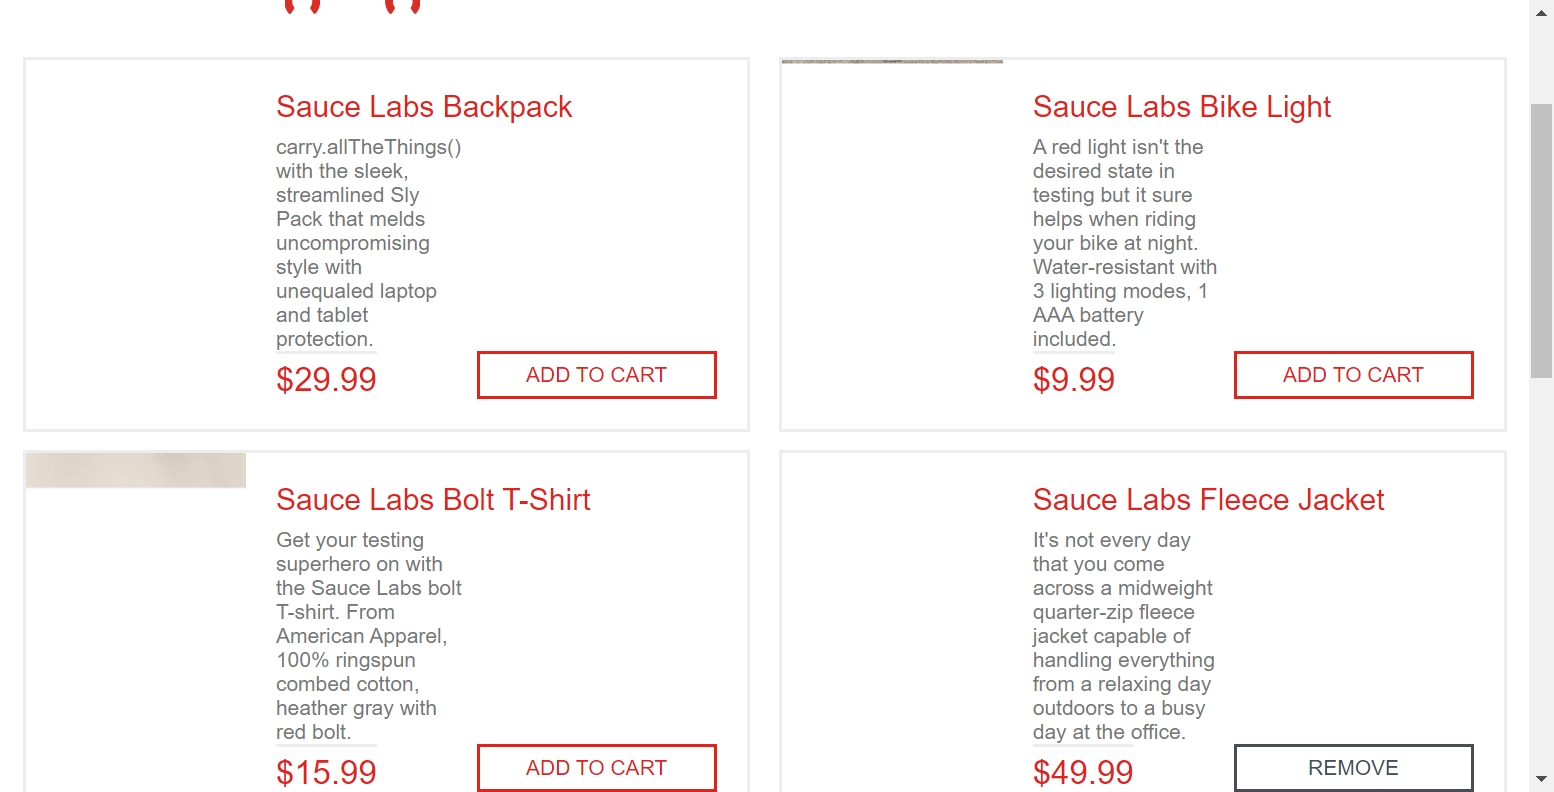 Sauce Labs Backpack
carry.allTheThings()
with the sleek,
streamlined Sly
Pack that melds
uncompromising
style with
unequaled laptop
and tablet
protection.
$29.99
ADD TO CART
Sauce Labs Bike Light
A red light isn't the
desired state in
testing but it sure
helps when riding
your bike at night.
Water-resistant with
3 lighting modes, 1
AAA battery
included.
$9.99
ADD TO CART
Sauce Labs Bolt T-Shirt
Get your testing
superhero on with
the Sauce Labs bolt
T-shirt. From
American Apparel,
100% ringspun
combed cotton,
heather gray with
red bolt.
$15.99
ADD TO CART
Sauce Labs Fleece Jacket
It's not every day
that you come
across a midweight
quarter-zip fleece
jacket capable of
handling everything
from a relaxing day
outdoors to a busy
day at the office.
$49.99
REMOVE